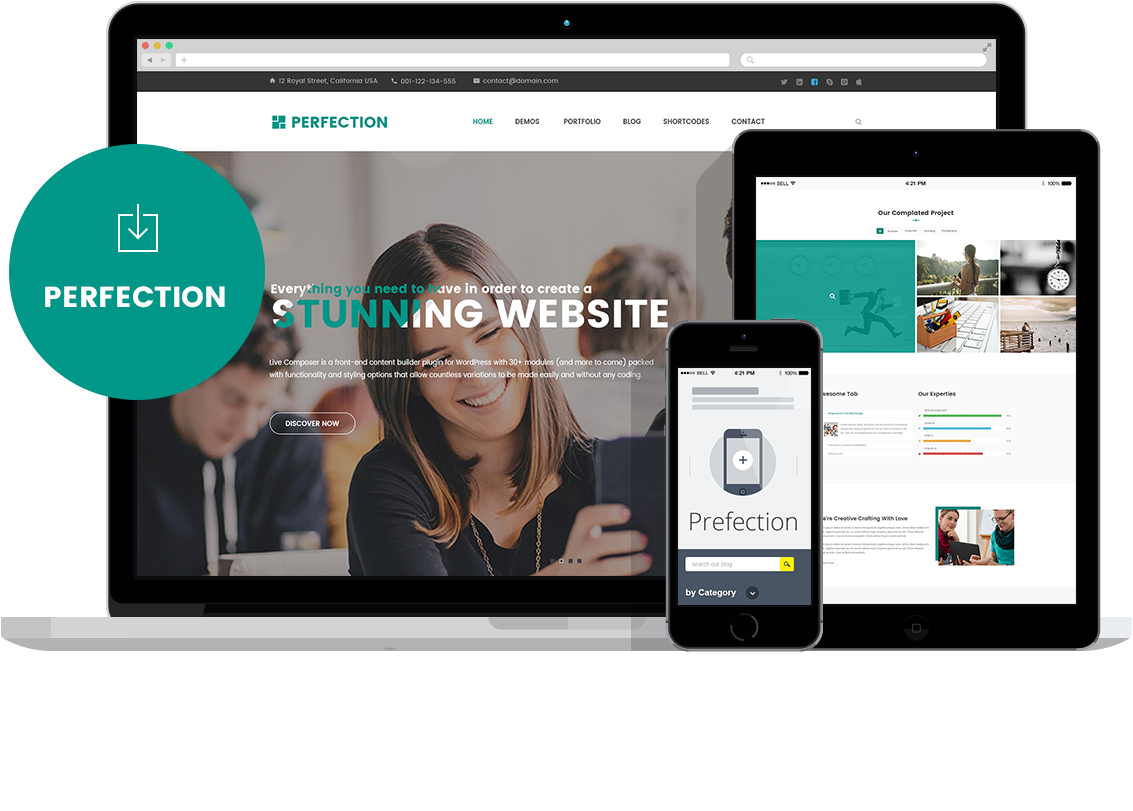 12 Royal Street, California USA
001-122-134-555
contact@domain.com
PERFECTION
HOME
DEMOS
PORTFOLIO
BLOG
SHORTCODES
CONTACT
PERFECTION
Everything you need to have in order to create a
STUNNING WEBSITE
Live Composer is a front-end content builder plugin for WordPress with 30+ modules (and more to come) packed
with functionality and styling options that allow countless variations to be made easily and without any coding.
DISCOVER NOW
BELL
4:21 PM
100%
Our Complated Project
Photography
wesome Tab
Our Experties
're Creative Crafting With Love
BELL
4:21 PM
100%
Prefection
search our blog
by Category